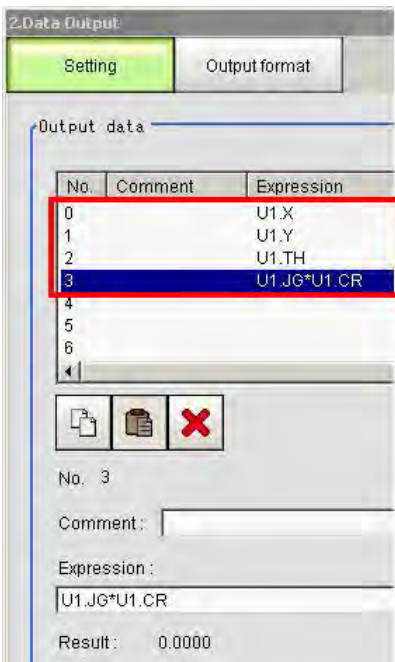 2.Data Output
Setting Output format
Output data
No. Comment Expression
0 U1.X
1 U1.Y
2 U1.TH
3 U1.JG*U1.CR
4
5
6
No. 3
Comment :
Expression :
U1.JG*U1.CR
Result : 0.0000